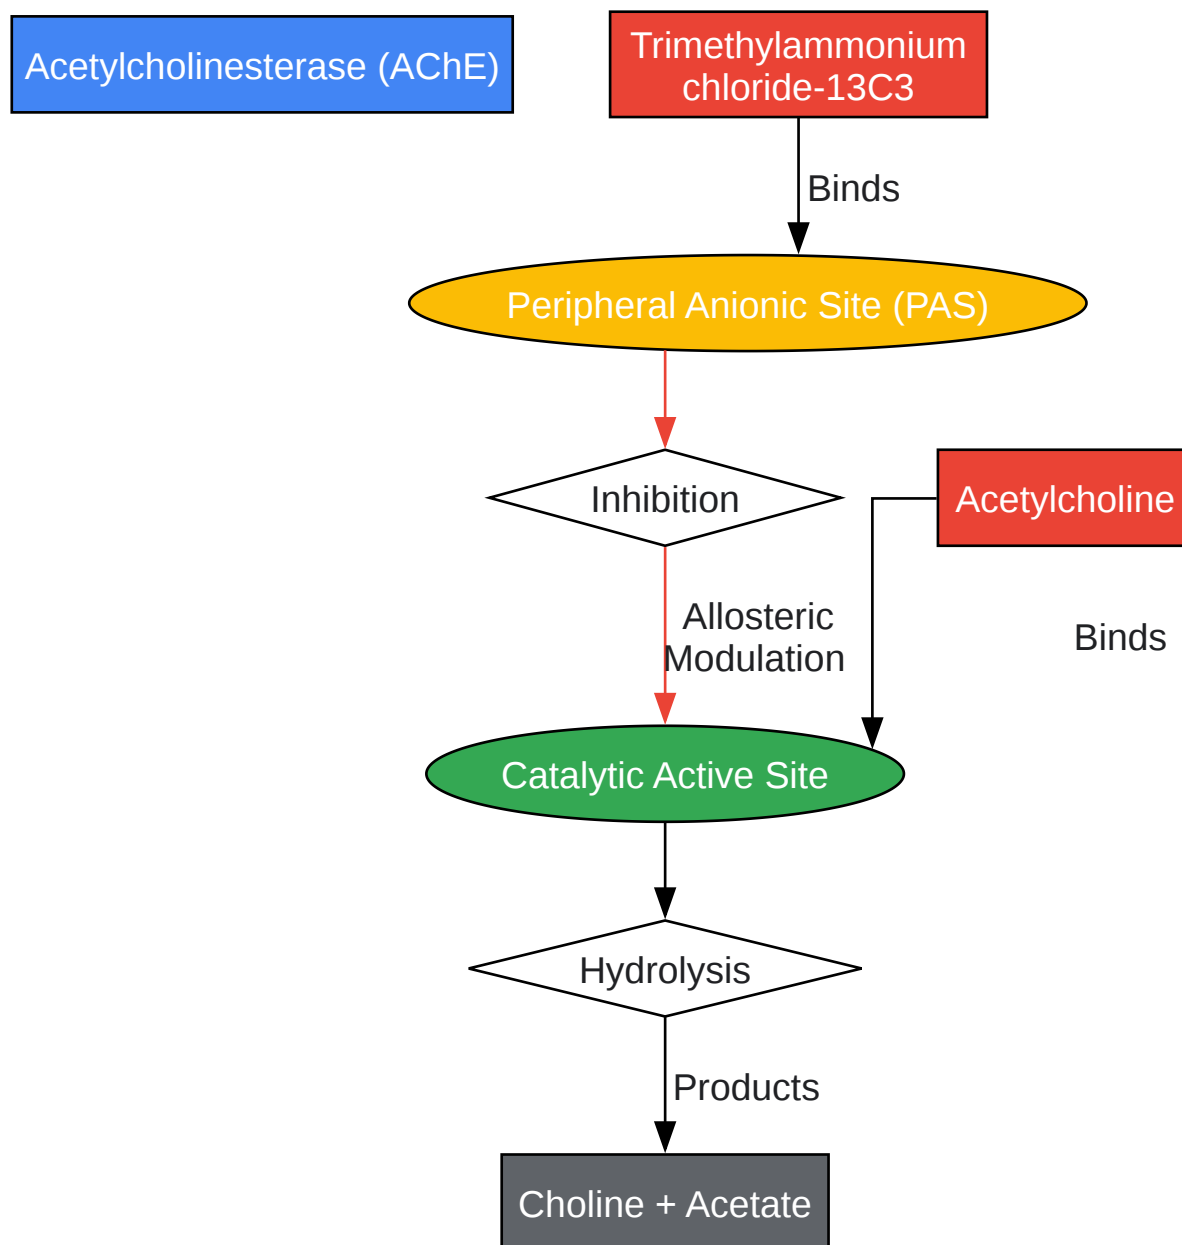 Acetylcholinesterase (AChE)
Trimethylammonium
chloride-13C3
Binds
Peripheral Anionic Site (PAS)
Inhibition
Acetylcholine
Allosteric
Modulation
Binds
Catalytic Active Site
Hydrolysis
Products
Choline + Acetate